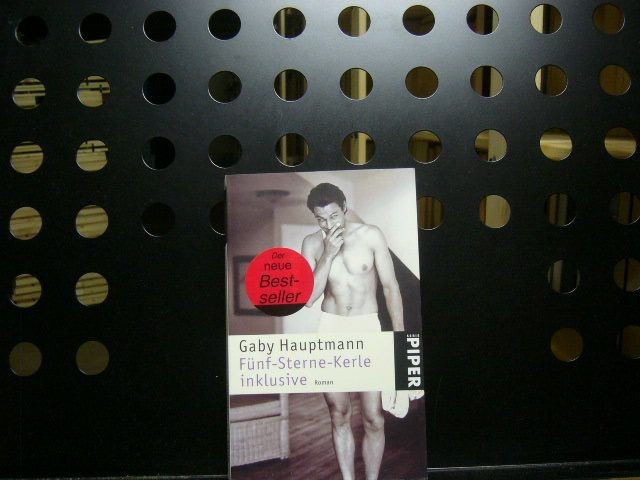 Der
neue
Best-
seller
Gaby Hauptmann
Fünf-Sterne-Kerle
inklusive Roman
SERIE
PIPER